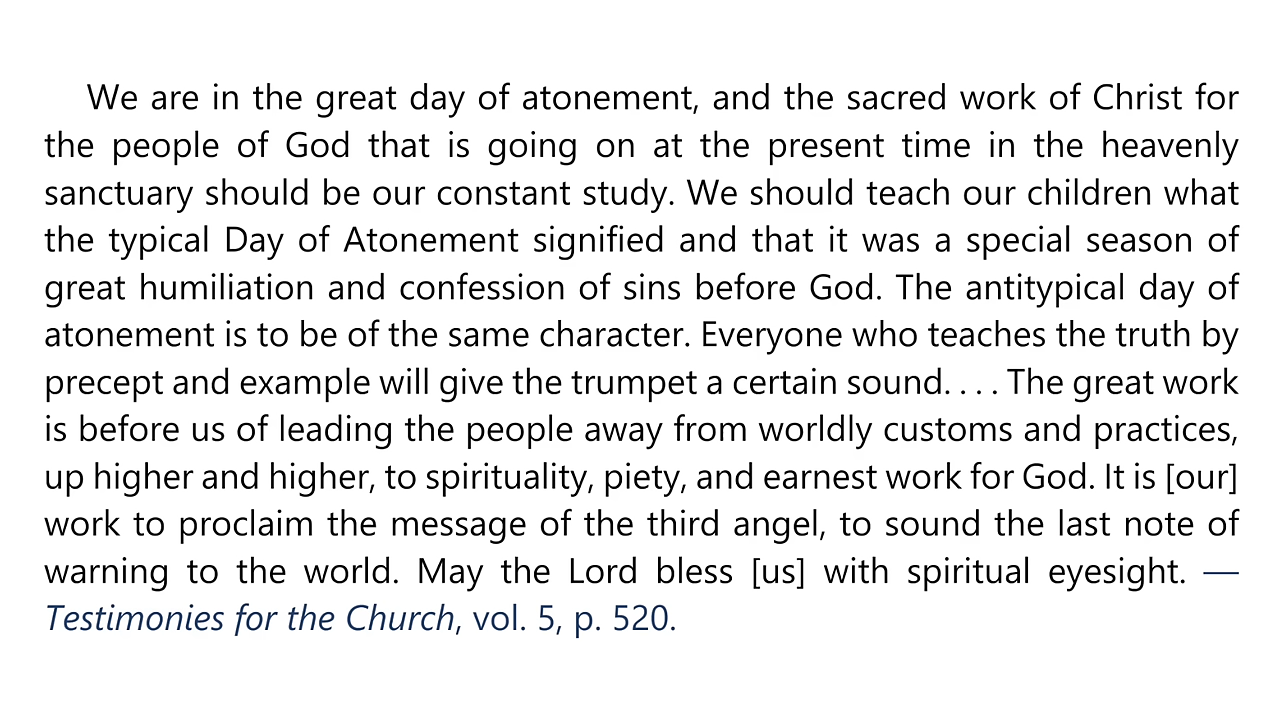 We are in the great day of atonement, and the sacred work of Christ for
the people of God that is going on at the present time in the heavenly
sanctuary should be our constant study. We should teach our children what
the typical Day of Atonement signified and that it was a special season of
great humiliation and confession of sins before God. The antitypical day of
atonement is to be of the same character. Everyone who teaches the truth by
precept and example will give the trumpet a certain sound. . . . The great work
is before us of leading the people away from worldly customs and practices,
up higher and higher, to spirituality, piety, and earnest work for God. It is [our]
work to proclaim the message of the third angel, to sound the last note of
warning to the world. May the Lord bless [us] with spiritual eyesight. —
Testimonies for the Church, vol. 5, p. 520.